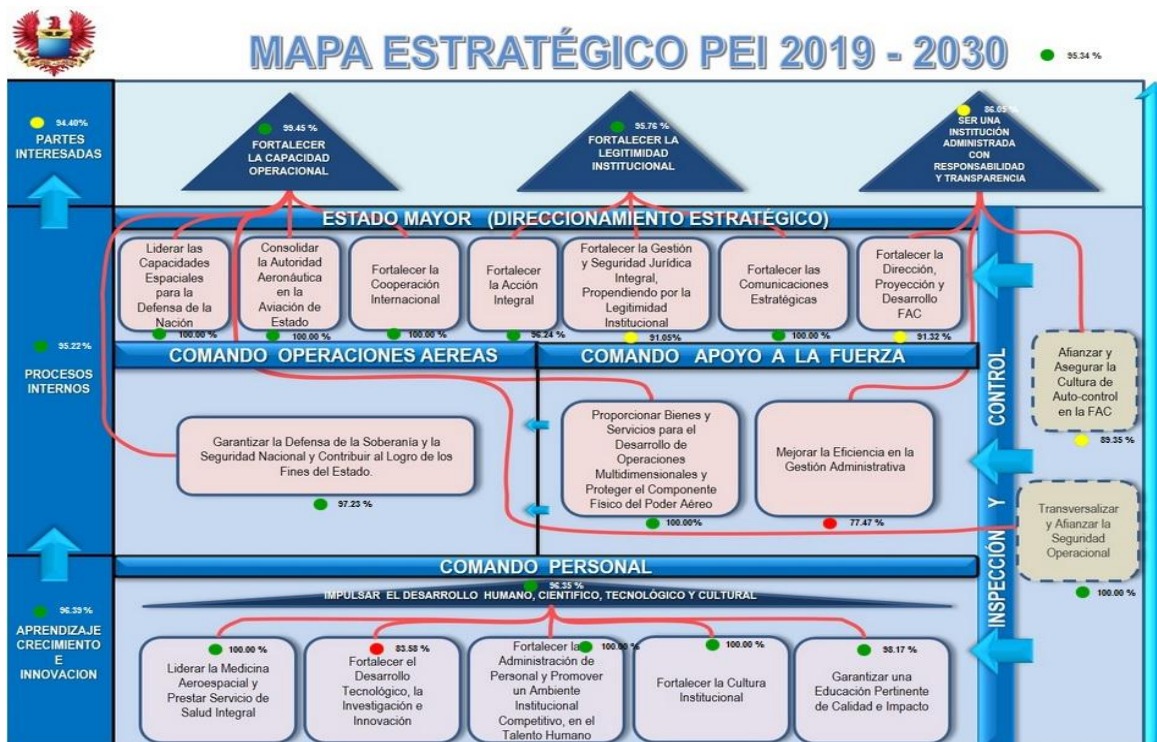 MAPA ESTRATÉGICO PEI 2019 - 2030
95.34 %
94.40%
PARTES
INTERESADAS
99.45 %
FORTALECER
LA CAPACIDAD
OPERACIONAL
95.76 %
FORTALECER LA
LEGITIMIDAD
INSTITUCIONAL
86.05 %
SER UNA
INSTITUCIÓN
ADMINISTRADA
CON
RESPONSABILIDAD
Y TRANSPARENCIA
ESTADO MAYOR (DIRECCIONAMIENTO ESTRATÉGICO)
95.22%
PROCESOS
INTERNOS
Liderar las
Capacidades
Espaciales
para la
Defensa de la
Nación
100.00 %
Consolidar
la Autoridad
Aeronáutica
en la
Aviación de
Estado
100.00 %
Fortalecer la
Cooperación
Internacional
100.00 %
Fortalecer
la Acción
Integral
96.24 %
Fortalecer la Gestión
y Seguridad Jurídica
Integral,
Propendiendo por la
Legitimidad
Institucional
91.05%
Fortalecer las
Comunicaciones
Estratégicas
100.00 %
Fortalecer la
Dirección,
Proyección y
Desarrollo
FAC
91.32 %
COMANDO OPERACIONES AEREAS
COMANDO APOYO A LA FUERZA
Garantizar la Defensa de la Soberanía y la
Seguridad Nacional y Contribuir al Logro de los
Fines del Estado.
97.23 %
Proporcionar Bienes y
Servicios para el
Desarrollo de
Operaciones
Multidimensionales y
Proteger el Componente
Físico del Poder Aéreo
100.00%
Mejorar la Eficiencia en la
Gestión Administrativa
77.47 %
INSPECCIÓN Y CONTROL
Afianzar y
Asegurar la
Cultura de
Auto-control
en la FAC
89.35 %
Transversalizar
y Afianzar la
Seguridad
Operacional
100.00 %
COMANDO PERSONAL
96.35 %
IMPULSAR EL DESARROLLO HUMANO, CIENTIFICO, TECNOLÓGICO Y CULTURAL
96.39 %
APRENDIZAJE
CRECIMIENTO
E
INNOVACION
100.00 %
Liderar la Medicina
Aeroespacial y
Prestar Servicio de
Salud Integral
83.58 %
Fortalecer el
Desarrollo
Tecnológico, la
Investigación e
Innovación
100.00 %
Fortalecer la
Administración de
Personal y Promover
un Ambiente
Institucional
Competitivo, en el
Talento Humano
100.00 %
Fortalecer la Cultura
Institucional
98.17 %
Garantizar una
Educación Pertinente
de Calidad e Impacto